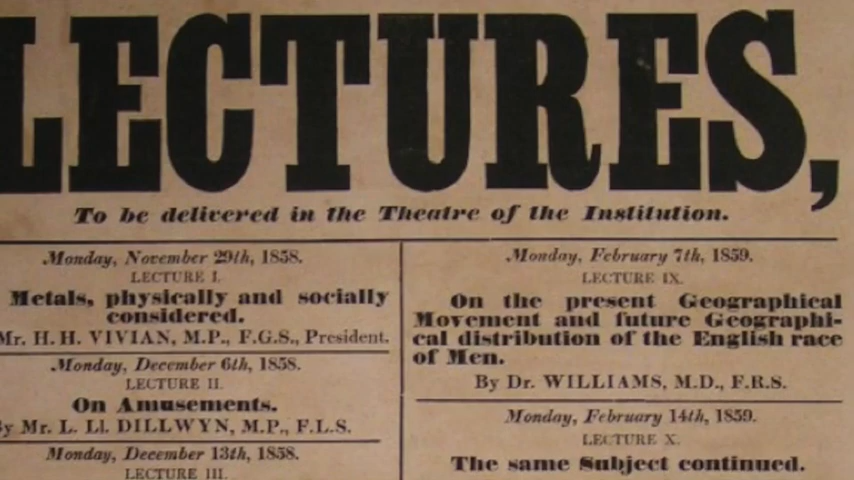 LECTURES,
To be delivered in the Theatre of the Institution.
Monday, November 29th, 1858.
LECTURE I.
Metals, physically and socially
considered.
Mr. H. H. VIVIAN, M.P., F.G.S., President.
Monday, December 6th, 1858.
LECTURE II.
On Amusements.
By Mr. L. Ll. DILLWYN, M.P., F.L.S.
Monday, December 13th, 1858.
LECTURE III.
Monday, February 7th, 1859.
LECTURE IX.
On the present Geographical
Movement and future Geographi-
cal distribution of the English race
of Men.
By Dr. WILLIAMS, M.D., F.R.S.
Monday, February 14th, 1859.
LECTURE X.
The same Subject continued.